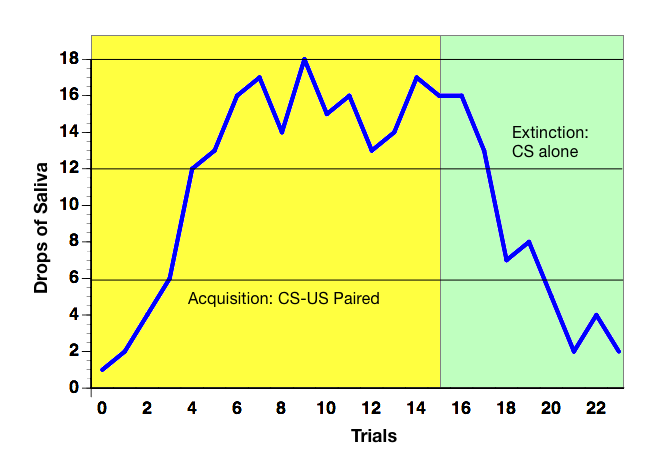 18
16
14
12
10
8
6
4
2
0
Drops of Saliva
Extinction:
CS alone
Acquisition: CS-US Paired
0 2 4 6 8 10 12 14 16 18 20 22
Trials